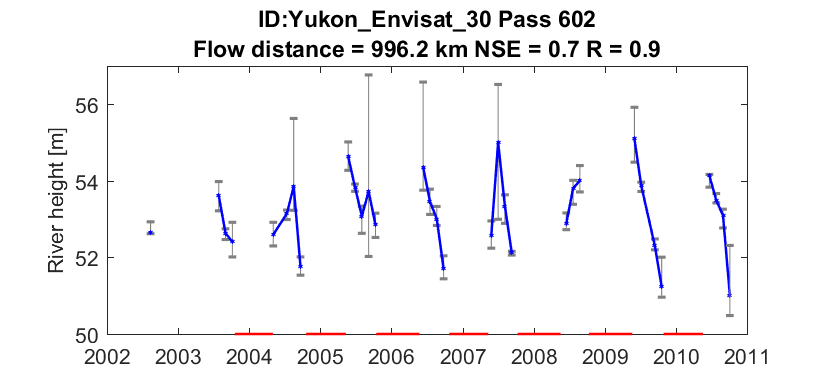 ID:Yukon_Envisat_30 Pass 602
Flow distance = 996.2 km NSE = 0.7 R = 0.9
River height [m]
56
54
52
50
2002 2003 2004 2005 2006 2007 2008 2009 2010 2011